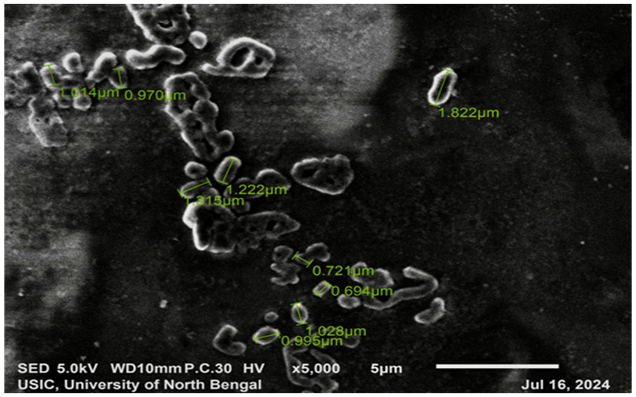 1.014µm 0.970µm
1.822µm
1.222µm
1.315µm
0.721µm
0.694µm
1.028µm
0.995µm
SED 5.0kV WD10mm P.C.30 HV x5,000 5µm
USIC, University of North Bengal Jul 16, 2024